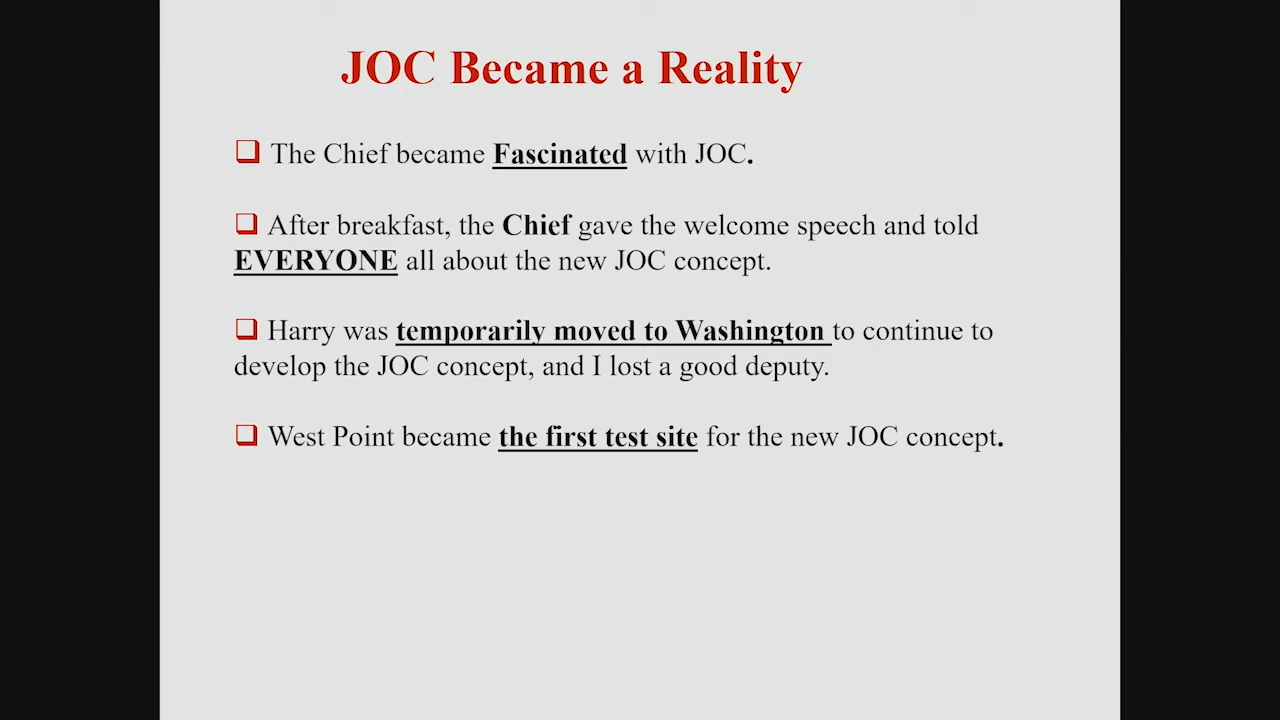 JOC Became a Reality
The Chief became Fascinated with JOC.
After breakfast, the Chief gave the welcome speech and told
EVERYONE all about the new JOC concept.
Harry was temporarily moved to Washington to continue to
develop the JOC concept, and I lost a good deputy.
West Point became the first test site for the new JOC concept.